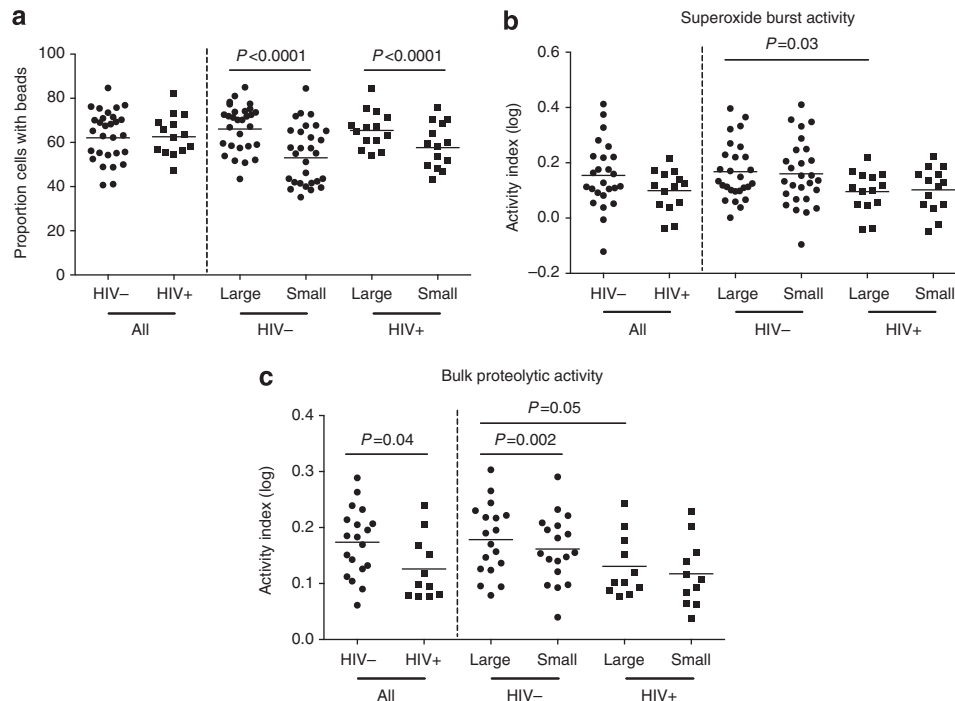 a
P<0.0001 P<0.0001
Proportion cells with beads
100
80
60
40
20
0
HIV– HIV+ Large Small Large Small
All HIV– HIV+
b
Superoxide burst activity
P=0.03
Activity index (log)
0.6
0.4
0.2
0.0
–0.2
HIV– HIV+ Large Small Large Small
All HIV– HIV+
c
Bulk proteolytic activity
P=0.05
P=0.04 P=0.002
Activity index (log)
0.4
0.3
0.2
0.1
0.0
HIV– HIV+ Large Small Large Small
All HIV– HIV+